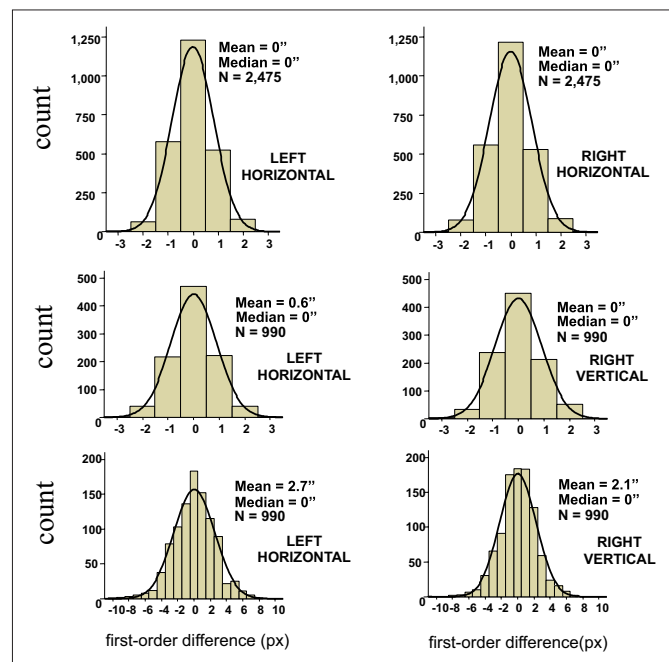 1,250
1,000
750
500
250
0
-3 -2 -1 0 1 2 3
count
Mean = 0”
Median = 0”
N = 2,475
LEFT
HORIZONTAL
1,250
1,000
750
500
250
0
-3 -2 -1 0 1 2 3
Mean = 0”
Median = 0”
N = 2,475
RIGHT
HORIZONTAL
500
400
300
200
100
0
-3 -2 -1 0 1 2 3
count
Mean = 0.6”
Median = 0”
N = 990
LEFT
HORIZONTAL
500
400
300
200
100
0
-3 -2 -1 0 1 2 3
Mean = 0”
Median = 0”
N = 990
RIGHT
VERTICAL
200
150
100
50
0
-10 -8 -6 -4 -2 0 2 4 6 8 10
count
Mean = 2.7”
Median = 0”
N = 990
LEFT
HORIZONTAL
first-order difference (px)
200
150
100
50
0
-10 -8 -6 -4 -2 0 2 4 6 8 10
Mean = 2.1”
Median = 0”
N = 990
RIGHT
VERTICAL
first-order difference(px)